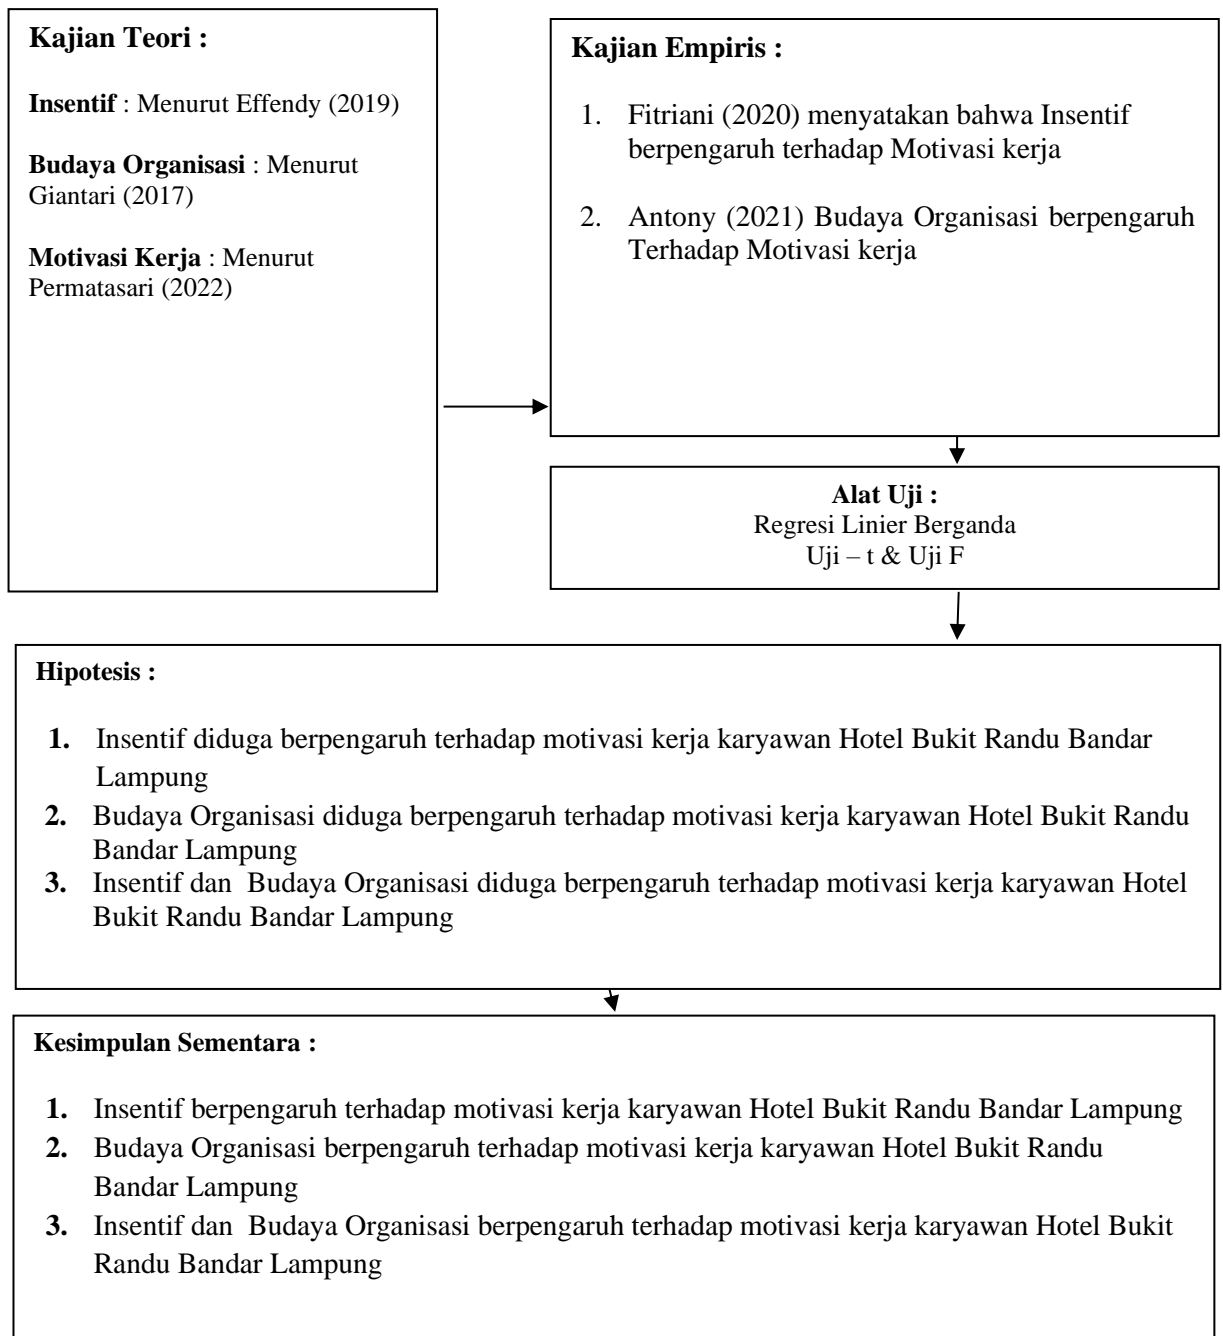 Kajian Teori :
Insentif : Menurut Effendy (2019)
Budaya Organisasi : Menurut
Giantari (2017)
Motivasi Kerja : Menurut
Permatasari (2022)
Kajian Empiris :
1. Fitriani (2020) menyatakan bahwa Insentif
berpengaruh terhadap Motivasi kerja
2. Antony (2021) Budaya Organisasi berpengaruh
Terhadap Motivasi kerja
Alat Uji :
Regresi Linier Berganda
Uji – t & Uji F
Hipotesis :
1. Insentif diduga berpengaruh terhadap motivasi kerja karyawan Hotel Bukit Randu Bandar
Lampung
2. Budaya Organisasi diduga berpengaruh terhadap motivasi kerja karyawan Hotel Bukit Randu
Bandar Lampung
3. Insentif dan Budaya Organisasi diduga berpengaruh terhadap motivasi kerja karyawan Hotel
Bukit Randu Bandar Lampung
Kesimpulan Sementara :
1. Insentif berpengaruh terhadap motivasi kerja karyawan Hotel Bukit Randu Bandar Lampung
2. Budaya Organisasi berpengaruh terhadap motivasi kerja karyawan Hotel Bukit Randu
Bandar Lampung
3. Insentif dan Budaya Organisasi berpengaruh terhadap motivasi kerja karyawan Hotel Bukit
Randu Bandar Lampung